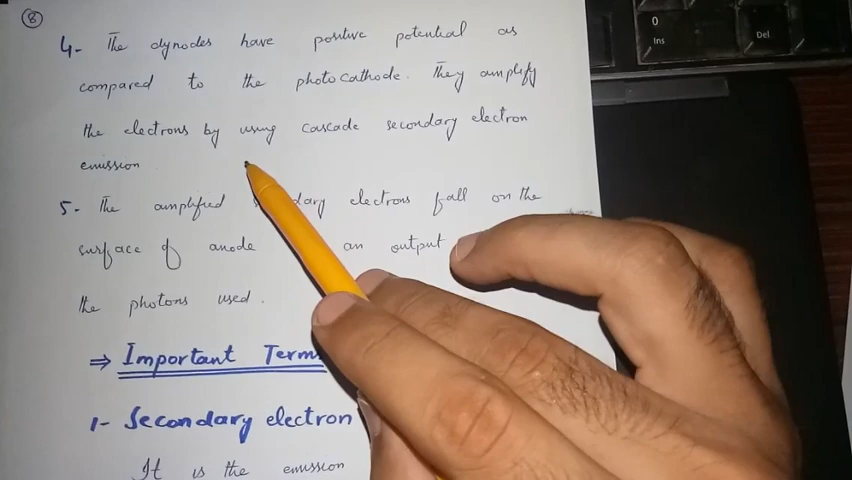 8
4- The dynodes have positive potential as
compared to the photocathode. They amplify
the electrons by using cascade secondary electron
emission
5- The amplified electrons fall on the
surface of anode an output
the photons used.
⇒ Important Term
1- Secondary electron
It is the emission
0
Ins
Del